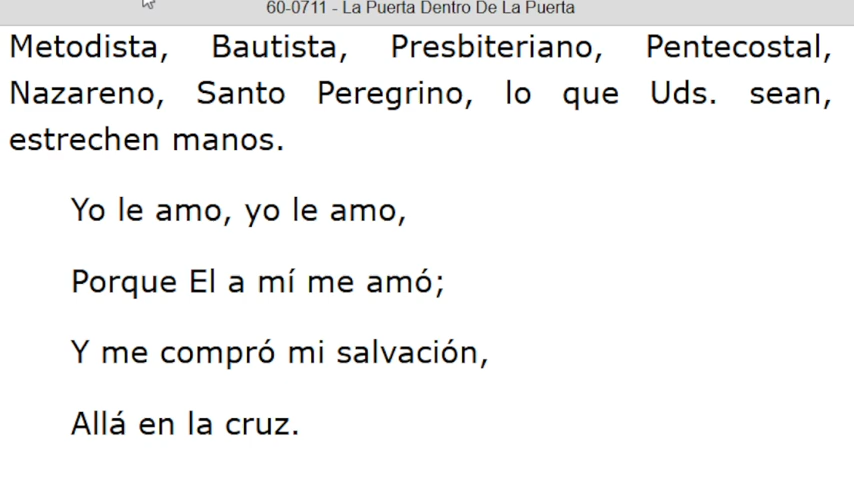 60-0711 - La Puerta Dentro De La Puerta
Metodista, Bautista, Presbiteriano, Pentecostal,
Nazareno, Santo Peregrino, lo que Uds. sean,
estrechen manos.
Yo le amo, yo le amo,
Porque El a mí me amó;
Y me compró mi salvación,
Allá en la cruz.